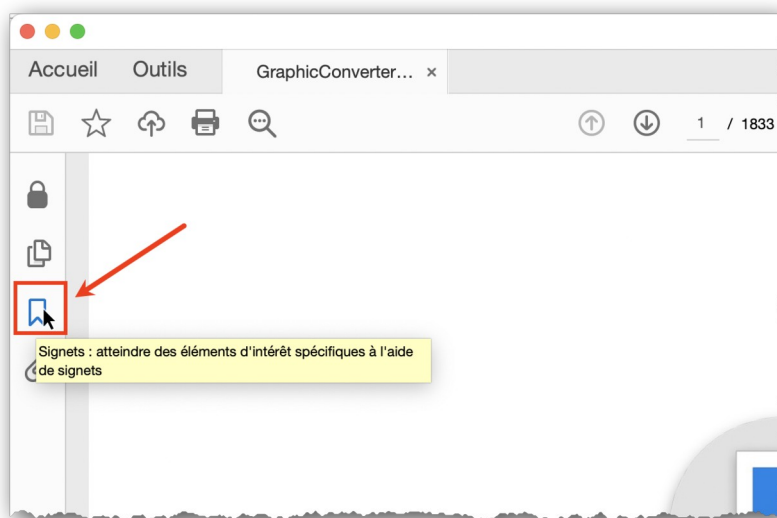 Accueil Outils GraphicConverter... ×
1 / 1833
Signets : atteindre des éléments d'intérêt spécifiques à l'aide
de signets